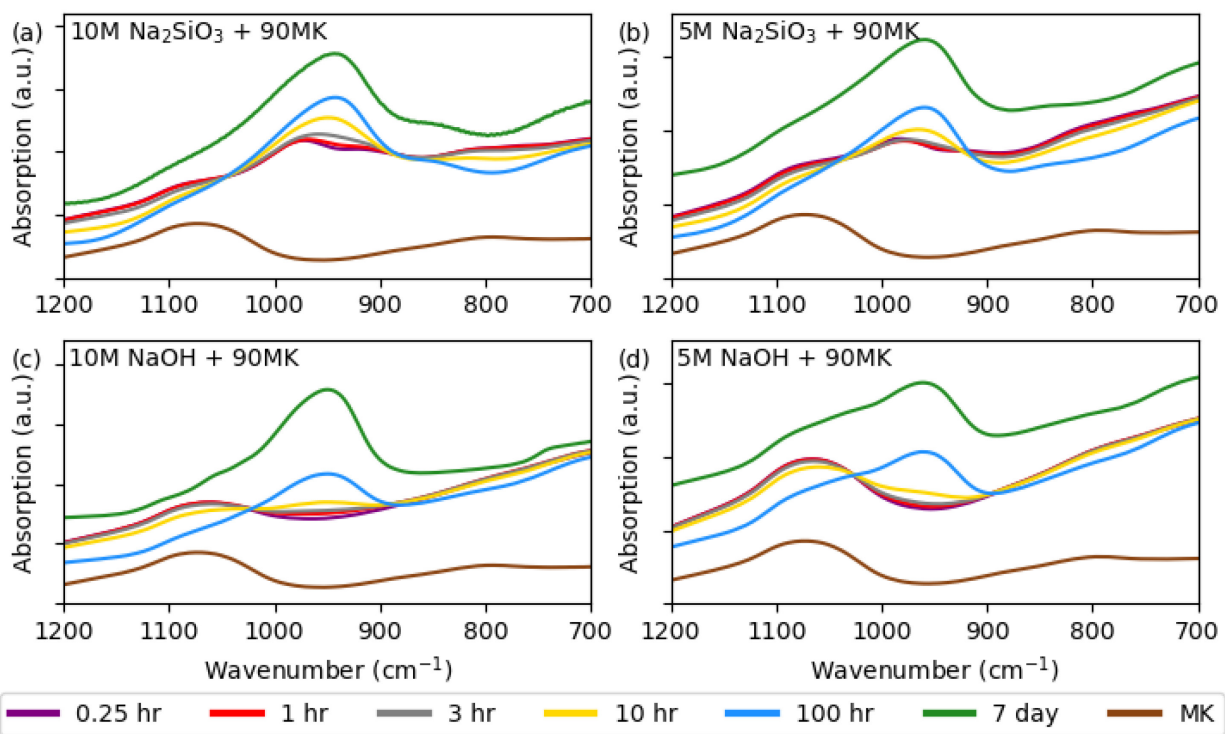 (a) 10M Na₂SiO₃ + 90MK
(b) 5M Na₂SiO₃ + 90MK
Absorption (a.u.)
Absorption (a.u.)
1200 1100 1000 900 800 700
1200 1100 1000 900 800 700
(c) 10M NaOH + 90MK
(d) 5M NaOH + 90MK
Absorption (a.u.)
Absorption (a.u.)
1200 1100 1000 900 800 700
1200 1100 1000 900 800 700
Wavenumber (cm⁻¹)
Wavenumber (cm⁻¹)
0.25 hr 1 hr 3 hr 10 hr 100 hr 7 day MK